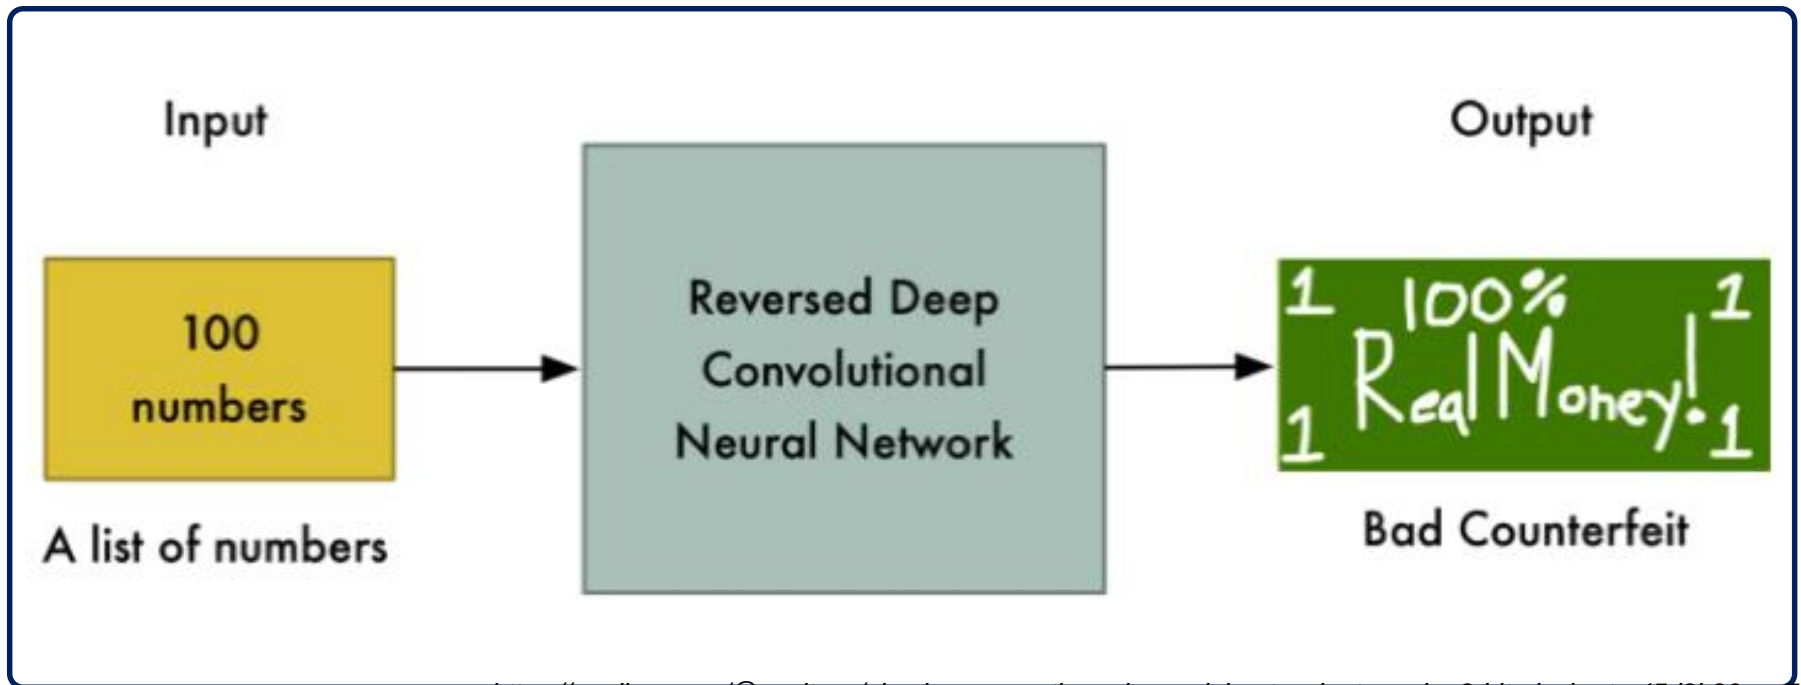 Input
Output
100
numbers
A list of numbers
Reversed Deep
Convolutional
Neural Network
1 100% 1
Real Money!
1 1
Bad Counterfeit